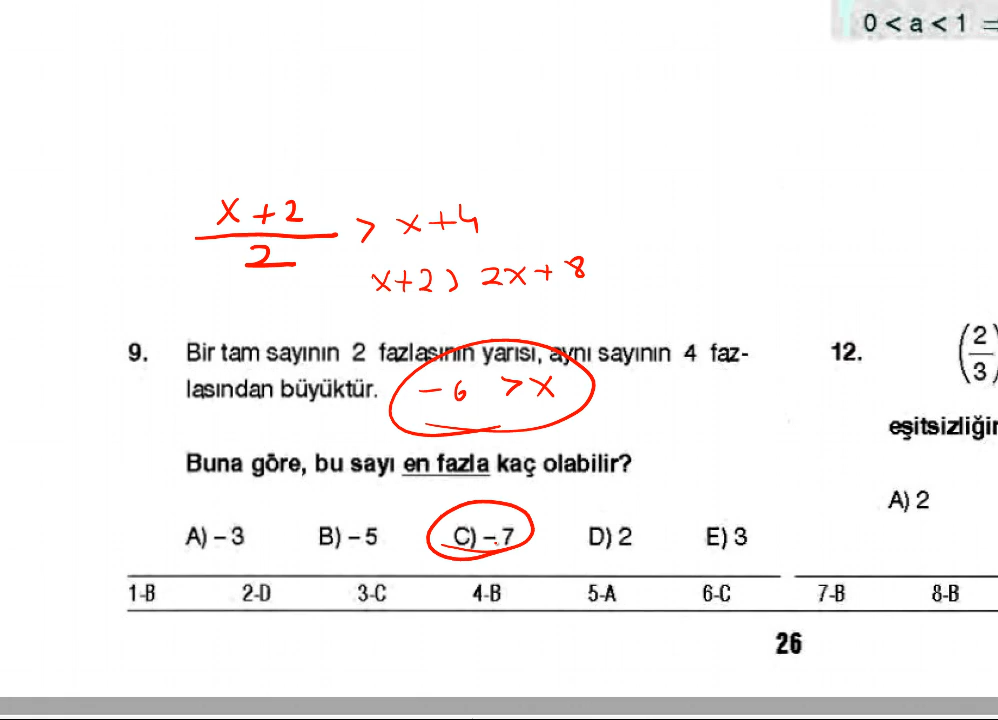 0 < a < 1 =
x + 2 / 2 > x + 4
x + 2 > 2x + 8
9. Bir tam sayının 2 fazlasının yarısı, aynı sayının 4 faz-
lasından büyüktür.
- 6 > x
Buna göre, bu sayı en fazla kaç olabilir?
A) – 3 B) – 5 C) – 7 D) 2 E) 3
12. (2/3)
eşitsizliğin
A) 2
1-B 2-D 3-C 4-B 5-A 6-C 7-B 8-B
26